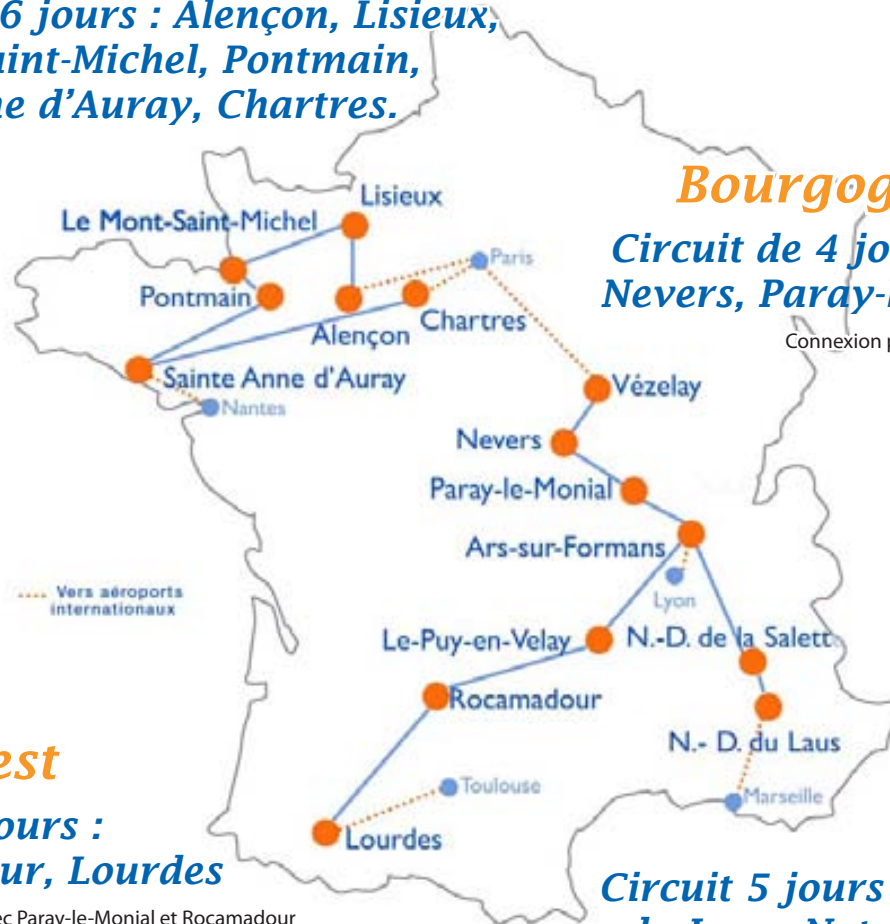 6 jours : Alençon, Lisieux,
aint-Michel, Pontmain,
ne d’Auray, Chartres.
Bourgog
Circuit de 4 jo
Nevers, Paray-
Connexion p
Lisieux
Le Mont-Saint-Michel
Paris
Pontmain
Alençon
Chartres
Sainte Anne d'Auray
Nantes
Vézelay
Nevers
Paray-le-Monial
Ars-sur-Formans
Lyon
.... Vers aéroports
internationaux
Le-Puy-en-Velay
N.-D. de la Salette
Rocamadour
N.- D. du Laus
Toulouse
Marseille
Lourdes
est
ours :
ur, Lourdes
ec Paray-le-Monial et Rocamadour
Circuit 5 jours